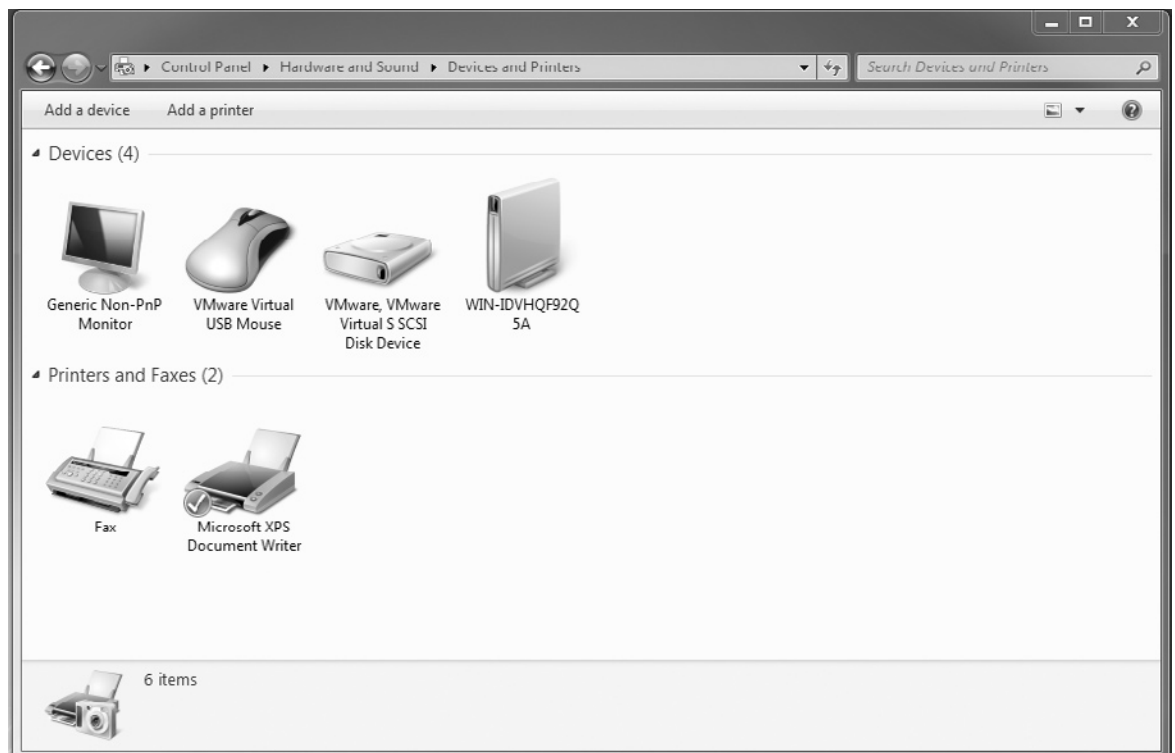 Control Panel ▸ Hardware and Sound ▸ Devices and Printers
Search Devices and Printers
Add a device Add a printer
Devices (4)
Generic Non-PnP
Monitor
VMware Virtual
USB Mouse
VMware, VMware
Virtual S SCSI
Disk Device
WIN-IDVHQF92Q
5A
Printers and Faxes (2)
Fax
Microsoft XPS
Document Writer
6 items